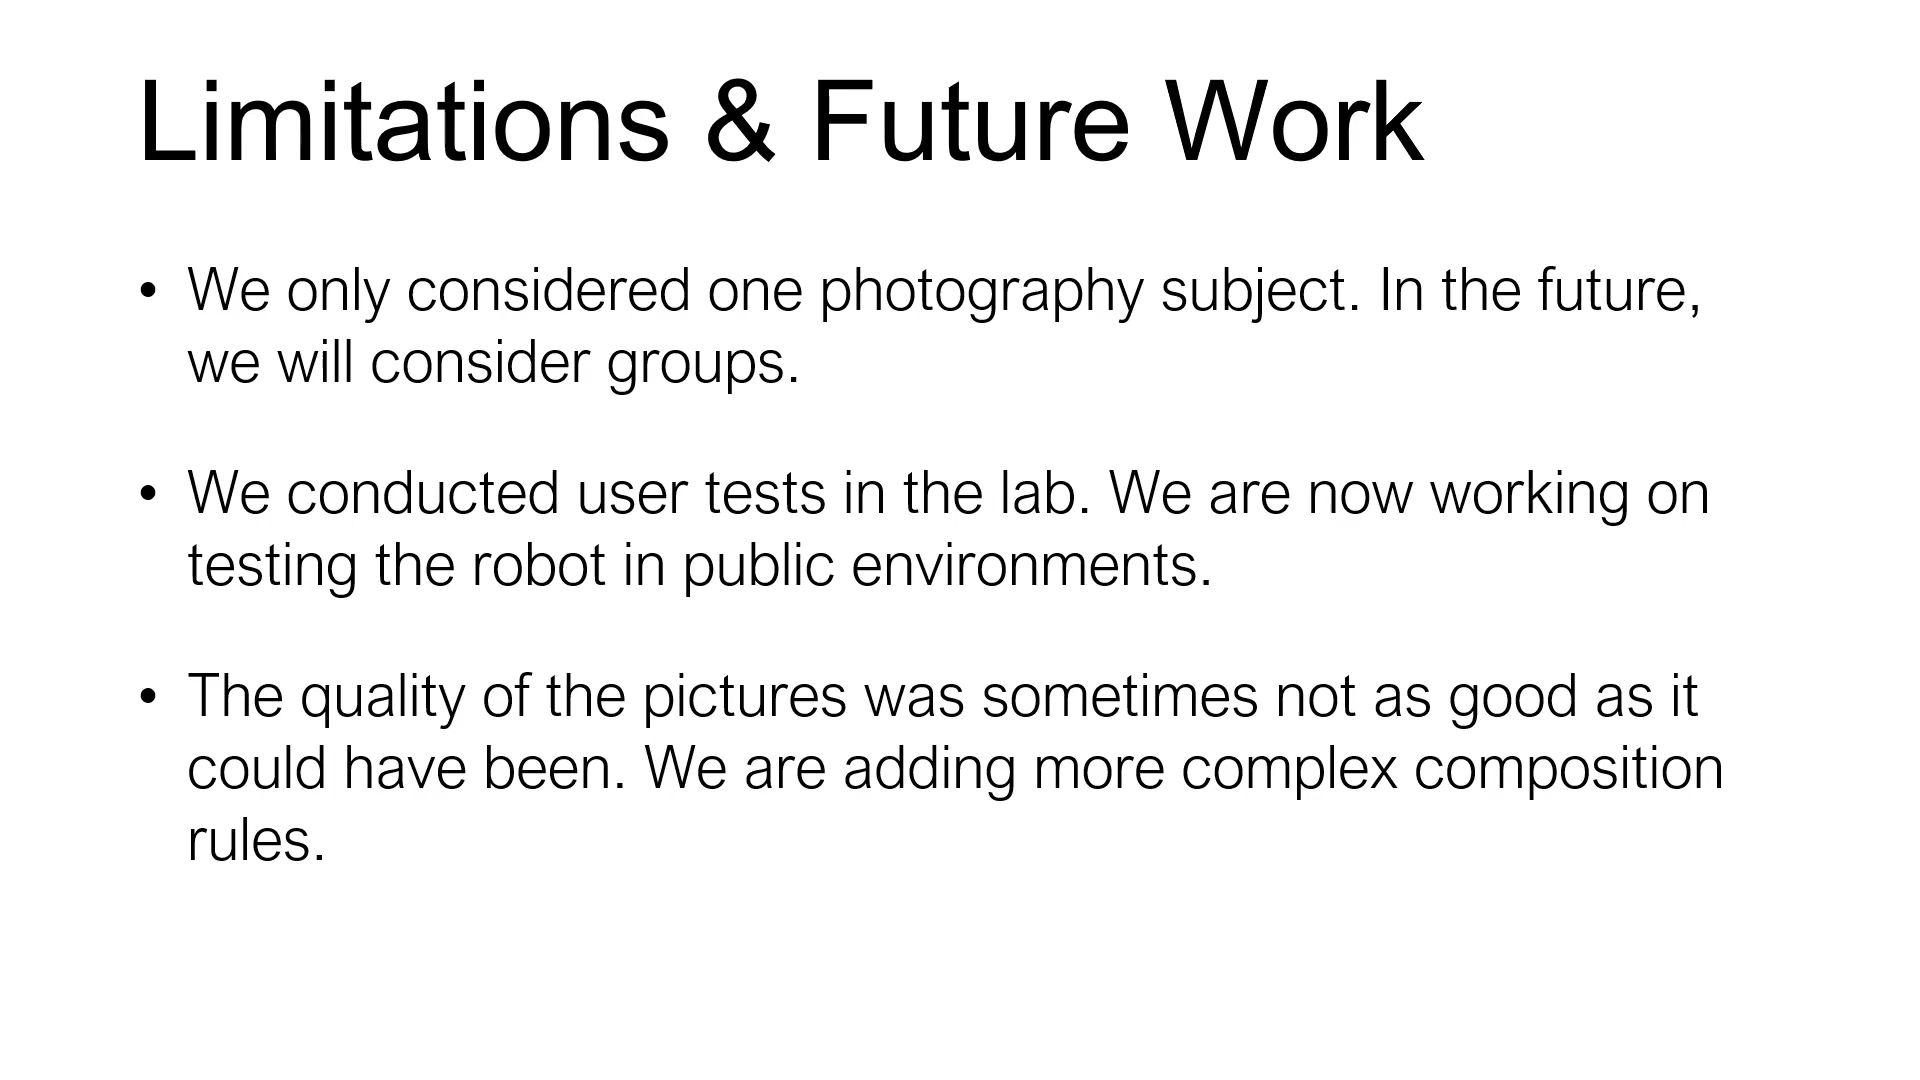 Limitations & Future Work
• We only considered one photography subject. In the future,
we will consider groups.
• We conducted user tests in the lab. We are now working on
testing the robot in public environments.
• The quality of the pictures was sometimes not as good as it
could have been. We are adding more complex composition
rules.